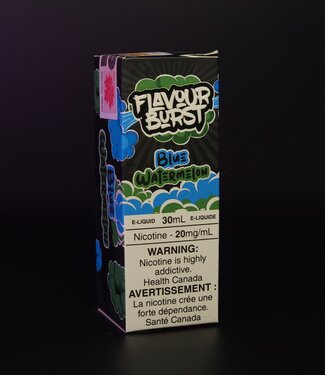 FLAVOUR
BURST
BLUE
WATERMELON
E-LIQUID 30mL E-LIQUIDE
Nicotine - 20mg/mL
WARNING:
Nicotine is highly
addictive.
Health Canada
AVERTISSEMENT :
La nicotine crée une
forte dépendance.
Santé Canada